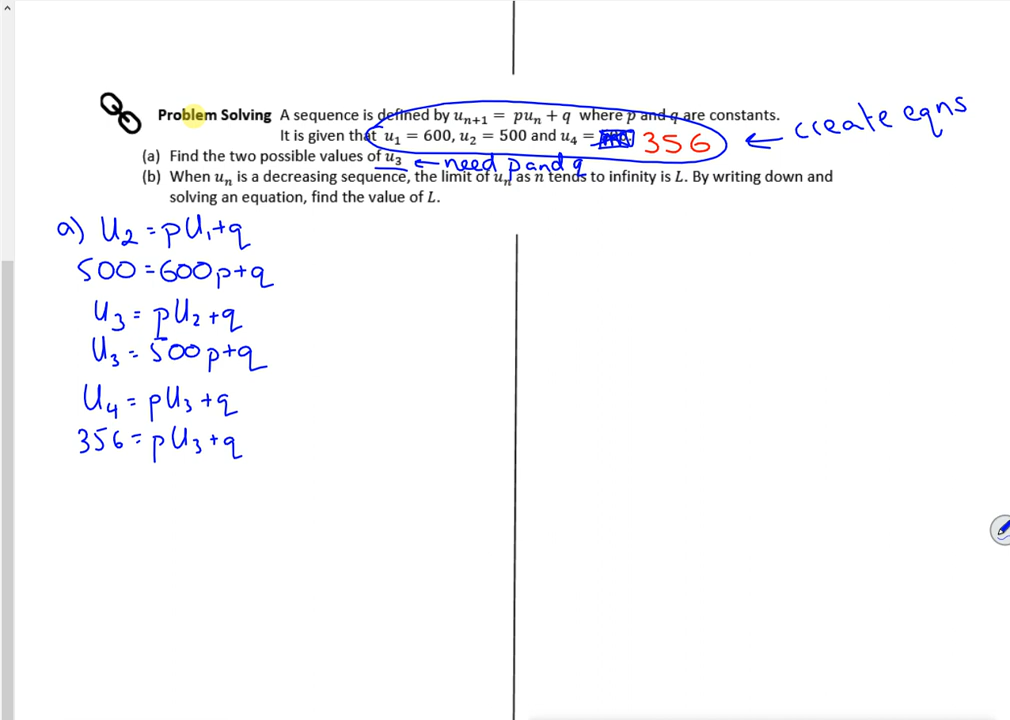 Problem Solving A sequence is defined by uₙ₊₁ = puₙ + q where p and q are constants.
It is given that u₁ = 600, u₂ = 500 and u₄ = 356 ← create eqns
(a) Find the two possible values of u₃ ← need p and q
(b) When uₙ is a decreasing sequence, the limit of uₙ as n tends to infinity is L. By writing down and
solving an equation, find the value of L.
a) U₂ = pU₁ + q
500 = 600p + q
U₃ = pU₂ + q
U₃ = 500p + q
U₄ = pU₃ + q
356 = pU₃ + q